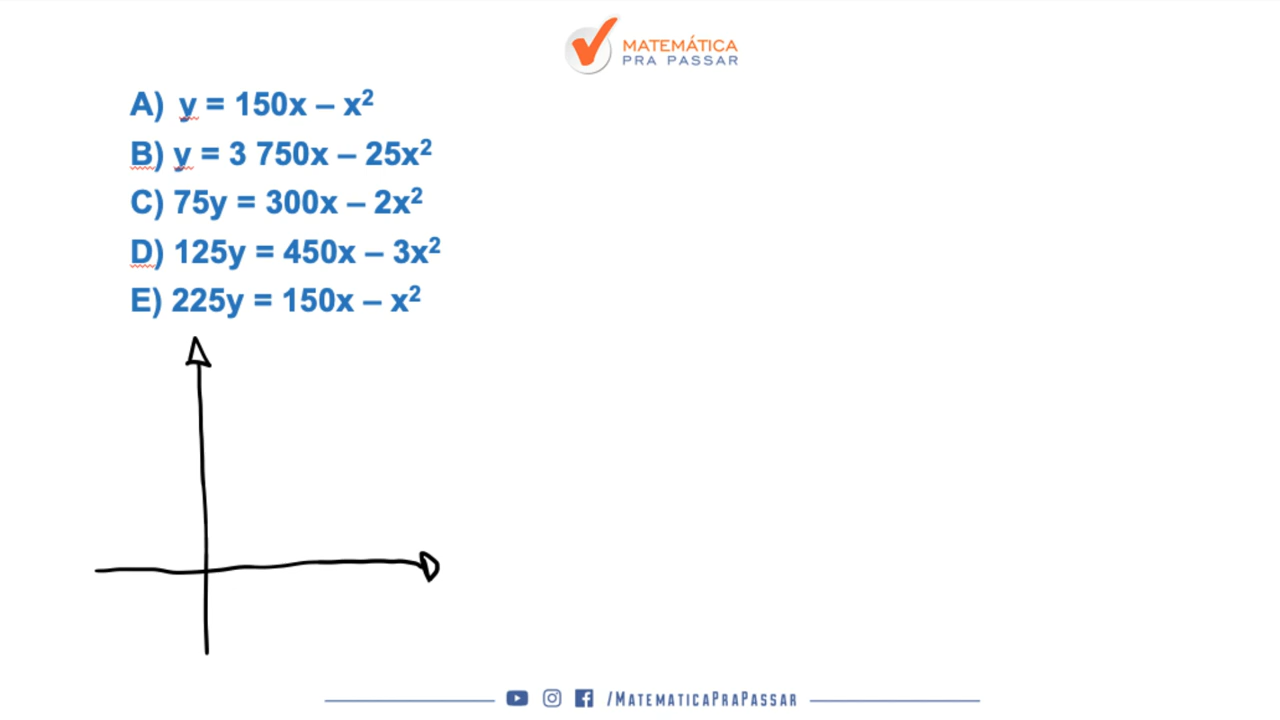 MATEMÁTICA
PRA PASSAR
A) y = 150x – x²
B) y = 3 750x – 25x²
C) 75y = 300x – 2x²
D) 125y = 450x – 3x²
E) 225y = 150x – x²
/MATEMATICAPRAPASSAR